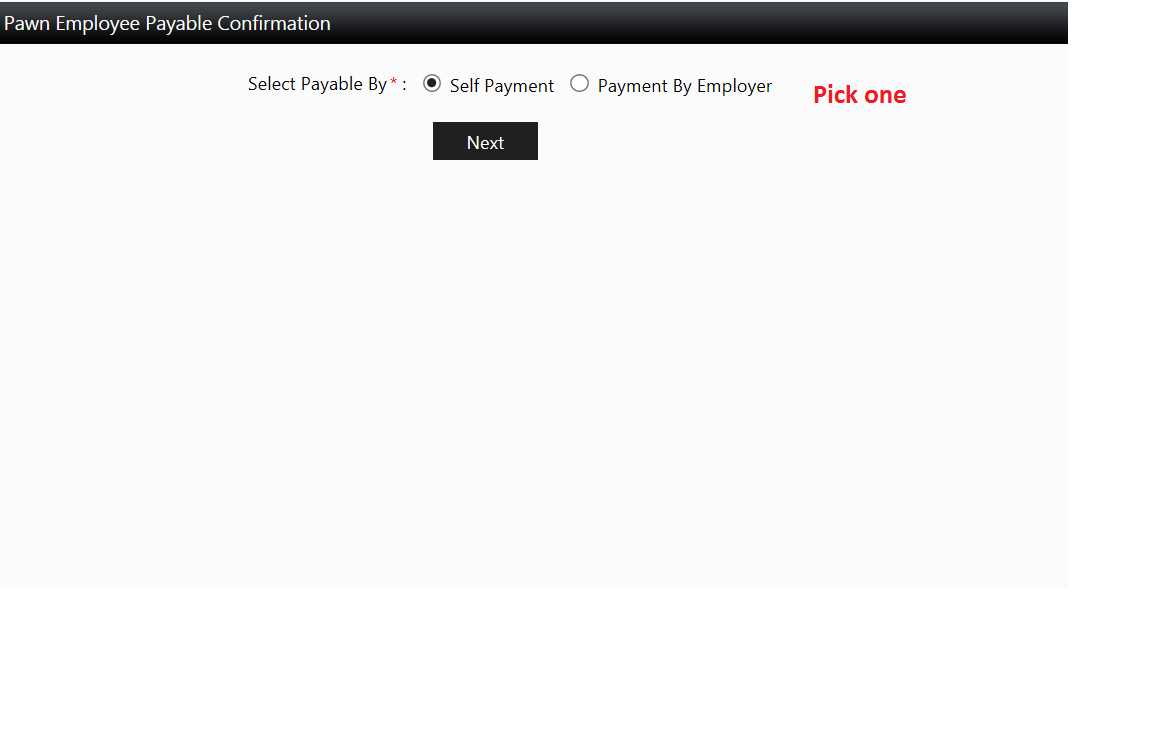 Pawn Employee Payable Confirmation
Select Payable By * : Self Payment Payment By Employer Pick one
Next